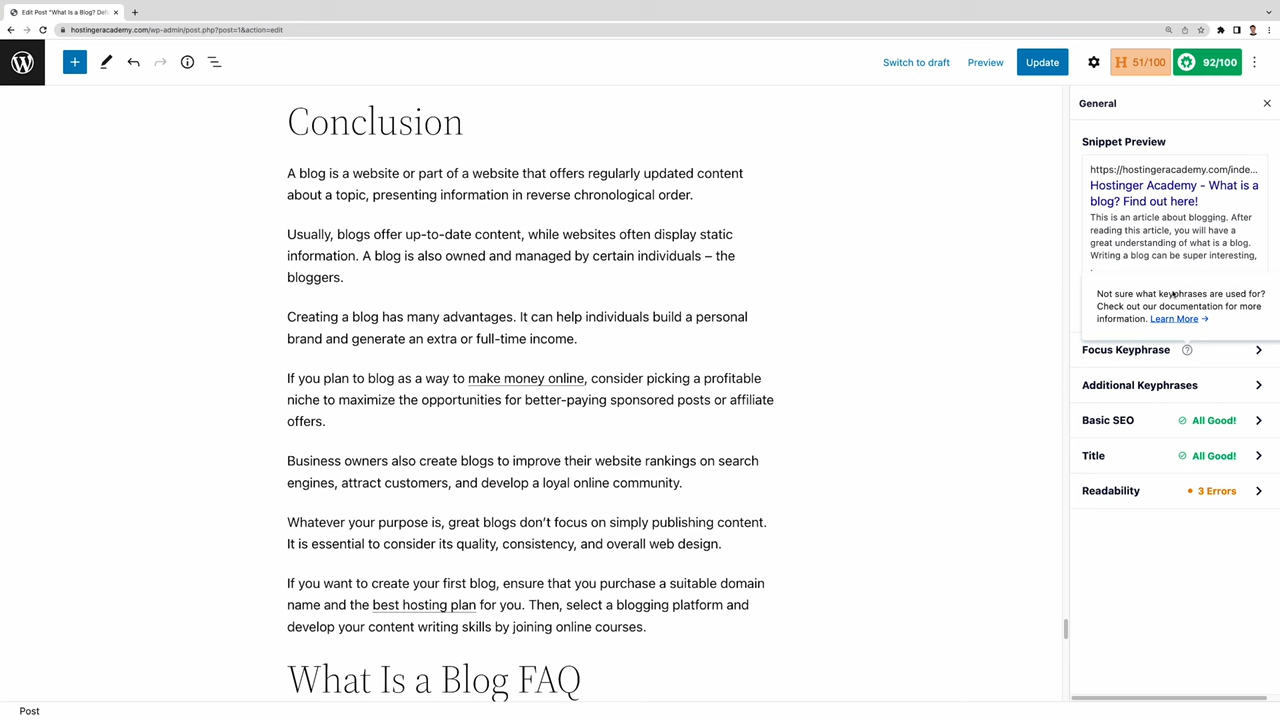 Edit Post "What Is a Blog? Def
hostingeracademy.com/wp-admin/post.php?post=1&action=edit
Switch to draft
Preview
Update
H 51/100
92/100
General
Snippet Preview
https://hostingeracademy.com/inde...
Hostinger Academy - What is a
blog? Find out here!
This is an article about blogging. After
reading this article, you will have a
great understanding of what is a blog.
Writing a blog can be super interesting,
Not sure what keyphrases are used for?
Check out our documentation for more
information. Learn More →
Focus Keyphrase
Additional Keyphrases
Basic SEO All Good!
Title All Good!
Readability 3 Errors
Conclusion
A blog is a website or part of a website that offers regularly updated content
about a topic, presenting information in reverse chronological order.
Usually, blogs offer up-to-date content, while websites often display static
information. A blog is also owned and managed by certain individuals – the
bloggers.
Creating a blog has many advantages. It can help individuals build a personal
brand and generate an extra or full-time income.
If you plan to blog as a way to make money online, consider picking a profitable
niche to maximize the opportunities for better-paying sponsored posts or affiliate
offers.
Business owners also create blogs to improve their website rankings on search
engines, attract customers, and develop a loyal online community.
Whatever your purpose is, great blogs don't focus on simply publishing content.
It is essential to consider its quality, consistency, and overall web design.
If you want to create your first blog, ensure that you purchase a suitable domain
name and the best hosting plan for you. Then, select a blogging platform and
develop your content writing skills by joining online courses.
What Is a Blog FAQ
Post